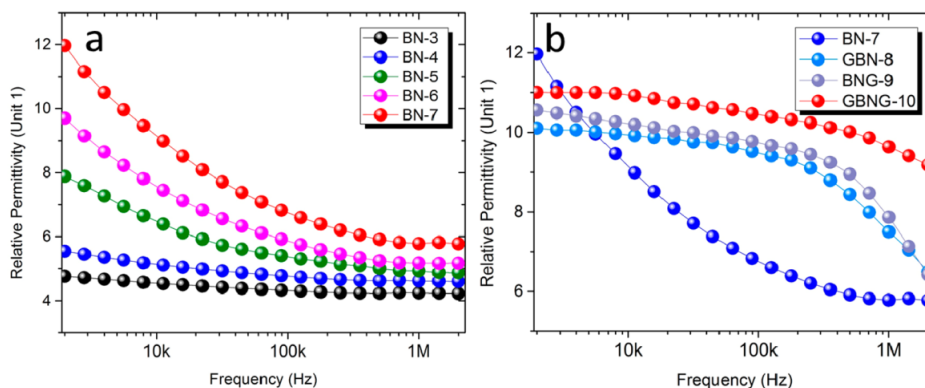 a
BN-3
BN-4
BN-5
BN-6
BN-7
12
10
8
6
4
Relative Permittivity (Unit 1)
10k
100k
1M
Frequency (Hz)
b
BN-7
GBN-8
BNG-9
GBNG-10
12
10
8
6
Relative Permittivity (Unit 1)
10k
100k
1M
Frequency (Hz)